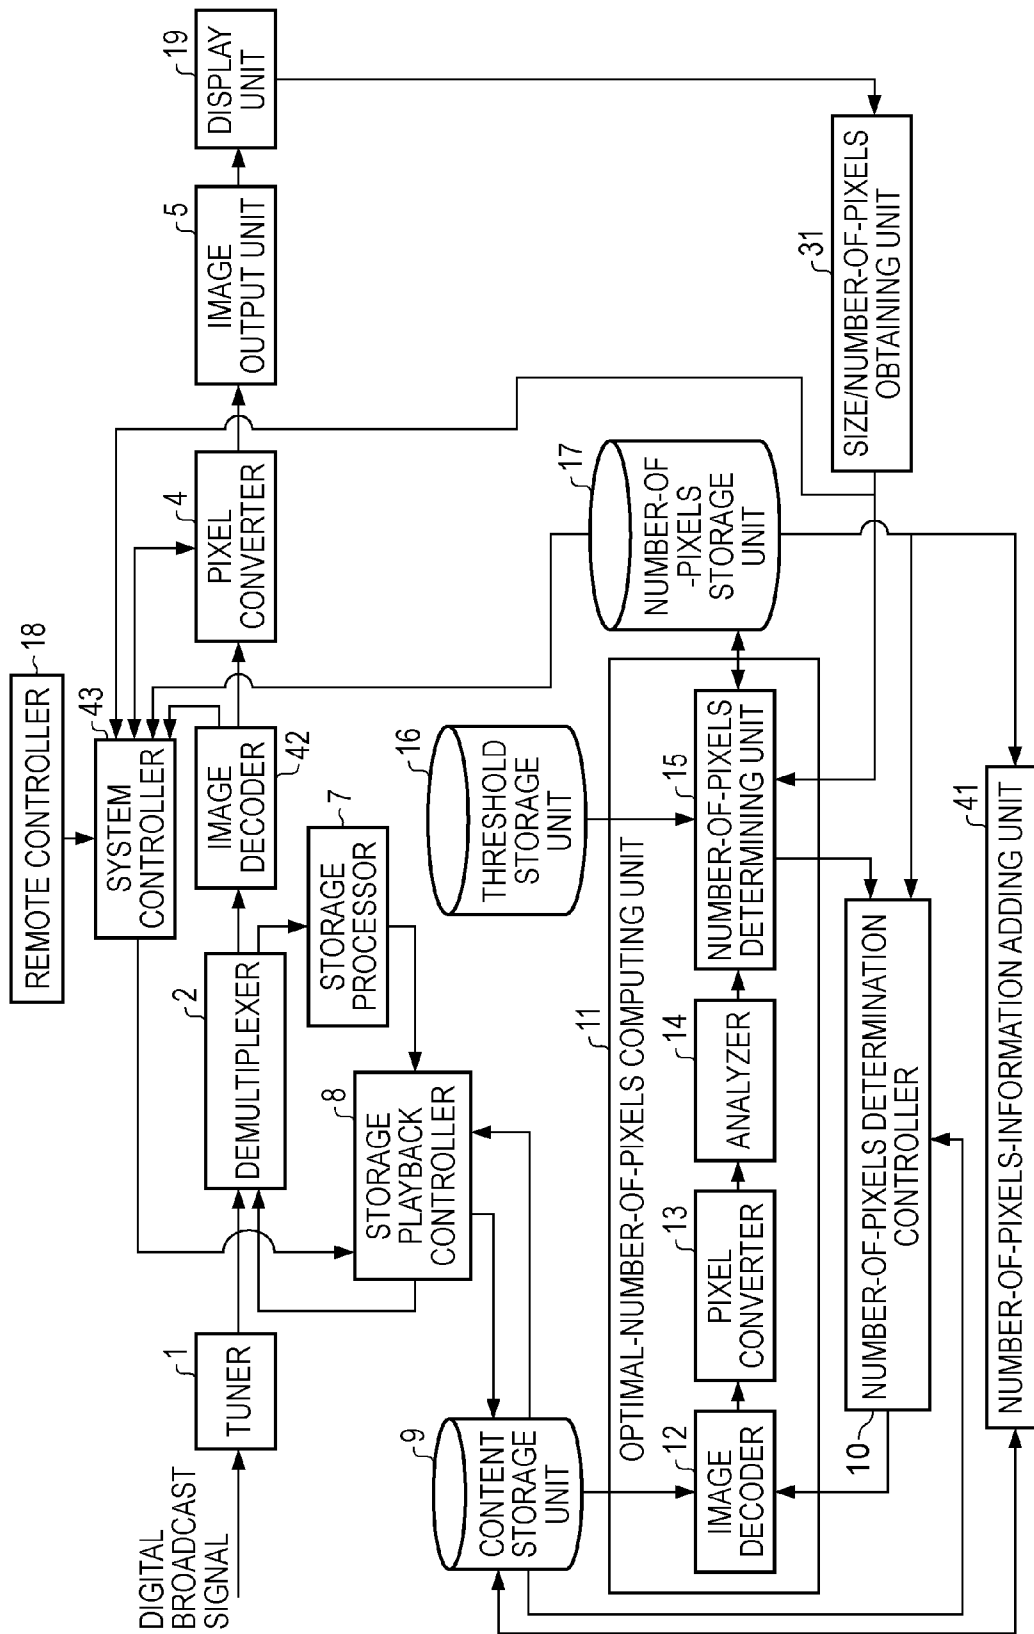 REMOTE CONTROLLER
18
SYSTEM
CONTROLLER
43
DIGITAL
BROADCAST
SIGNAL
TUNER
1
DEMULTIPLEXER
2
IMAGE
DECODER
42
PIXEL
CONVERTER
4
IMAGE
OUTPUT UNIT
5
DISPLAY
UNIT
19
STORAGE
PROCESSOR
7
STORAGE
PLAYBACK
CONTROLLER
8
CONTENT
STORAGE
UNIT
9
THRESHOLD
STORAGE
UNIT
16
NUMBER-OF
-PIXELS
STORAGE
UNIT
17
OPTIMAL-NUMBER-OF-PIXELS COMPUTING UNIT
11
IMAGE
DECODER
12
PIXEL
CONVERTER
13
ANALYZER
14
NUMBER-OF-PIXELS
DETERMINING UNIT
15
SIZE/NUMBER-OF-PIXELS
OBTAINING UNIT
31
NUMBER-OF-PIXELS DETERMINATION
CONTROLLER
10
NUMBER-OF-PIXELS-INFORMATION ADDING UNIT
41